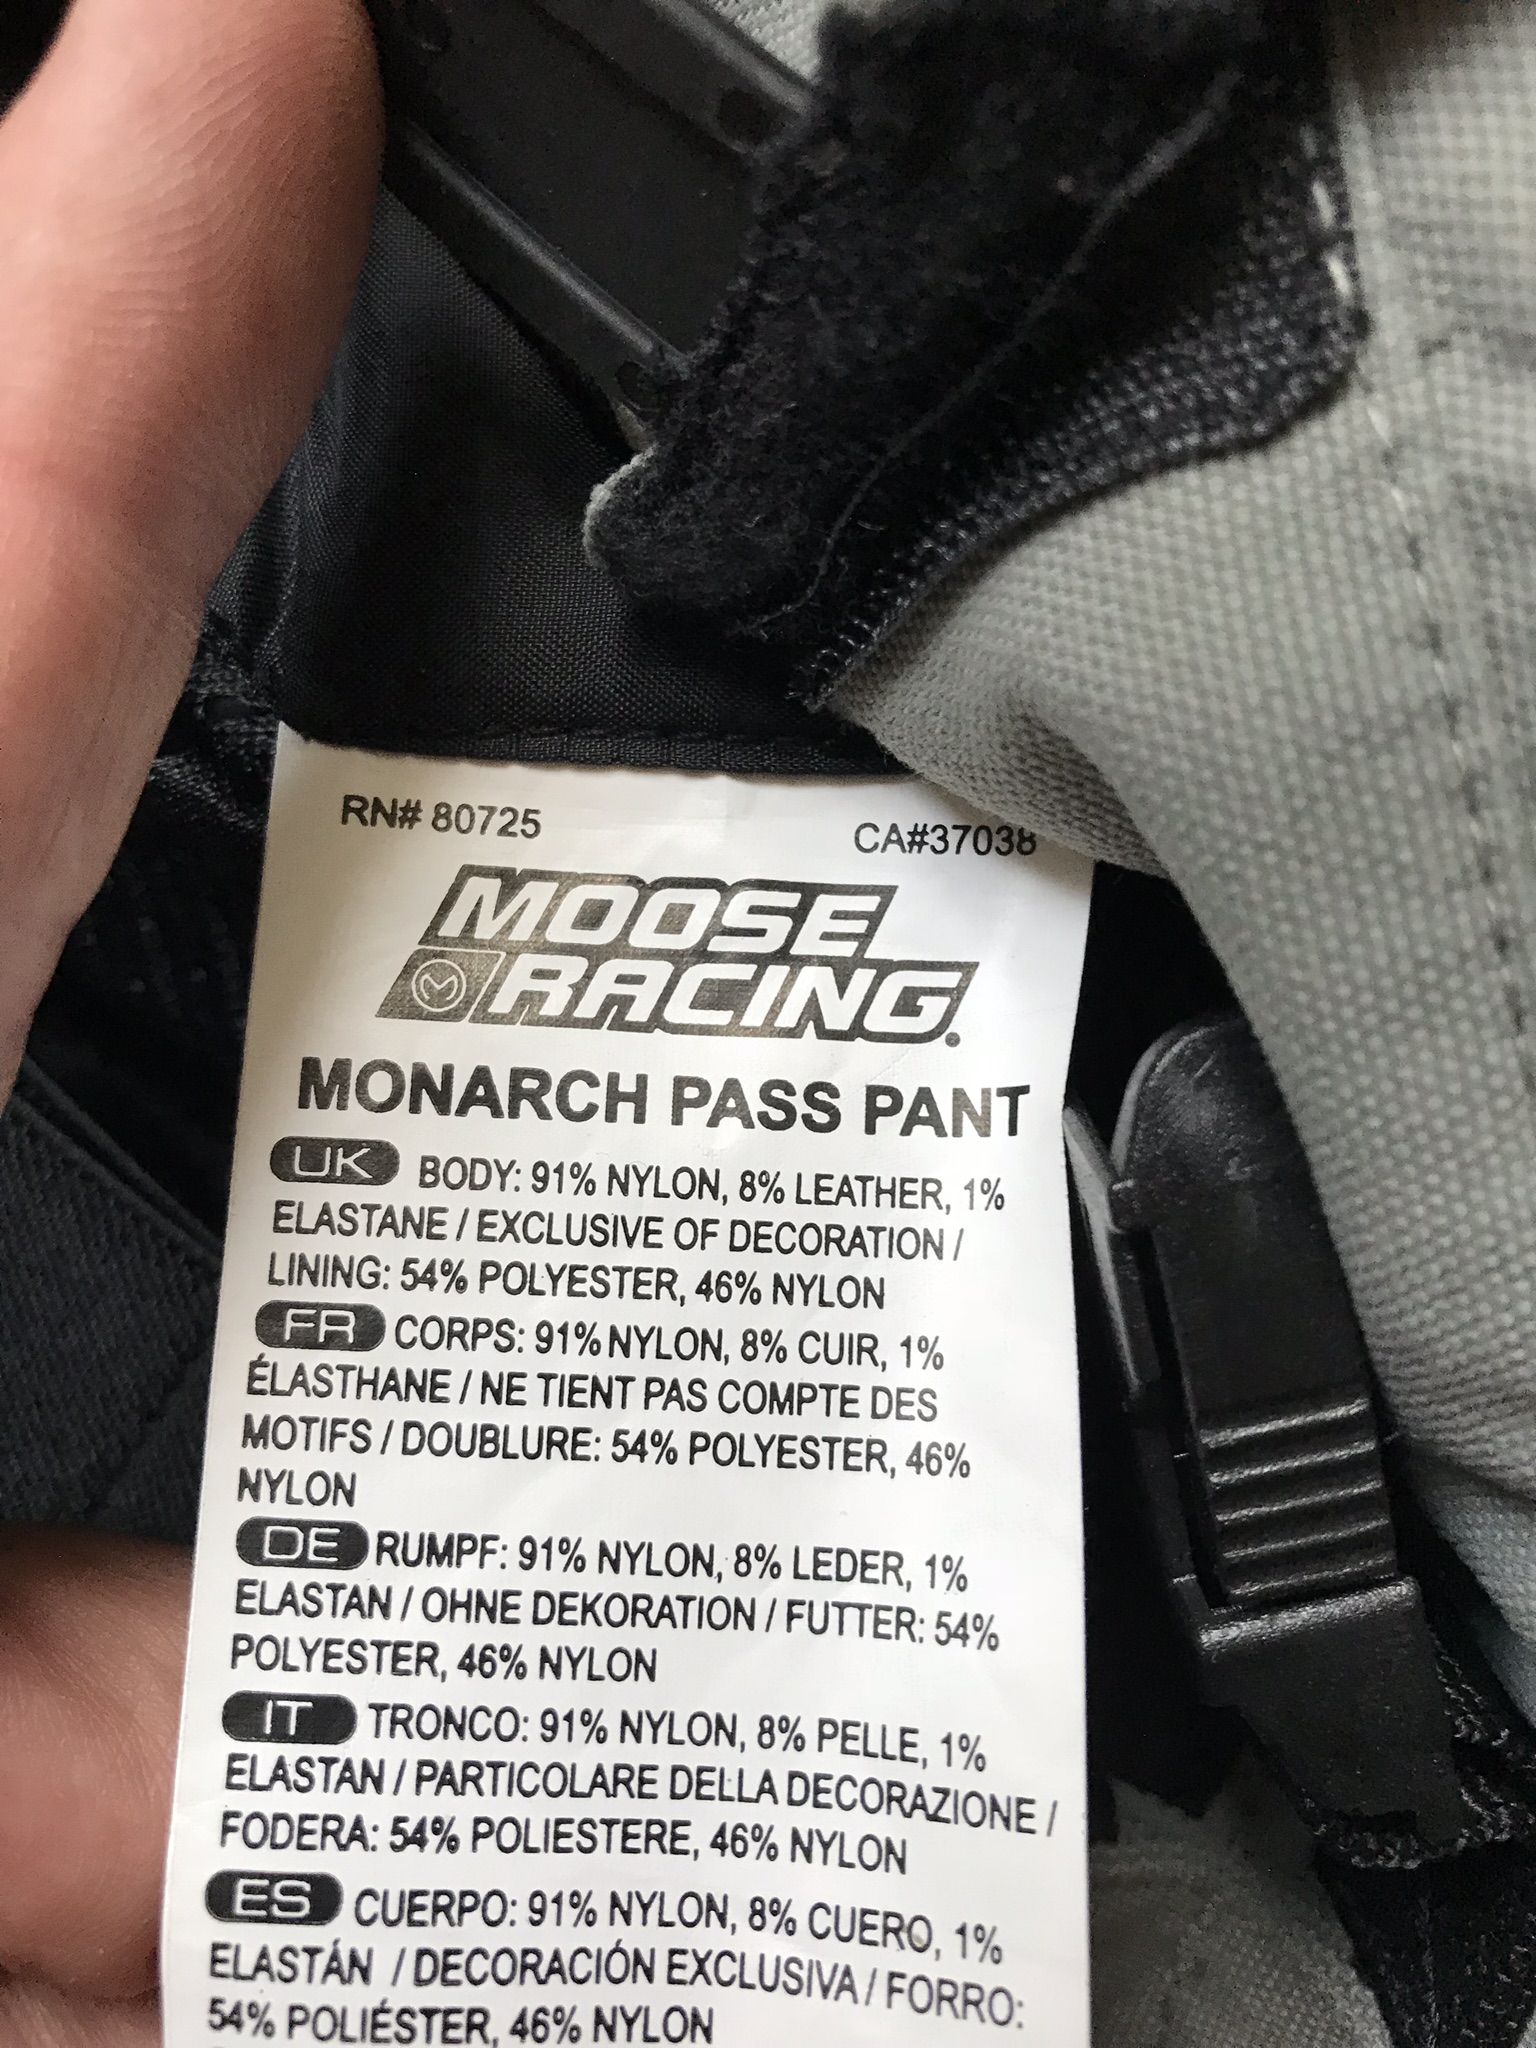 RN# 80725
CA#37038
MOOSE
RACING.
MONARCH PASS PANT
UK BODY: 91% NYLON, 8% LEATHER, 1%
ELASTANE / EXCLUSIVE OF DECORATION /
LINING: 54% POLYESTER, 46% NYLON
FR CORPS: 91% NYLON, 8% CUIR, 1%
ÉLASTHANE / NE TIENT PAS COMPTE DES
MOTIFS / DOUBLURE: 54% POLYESTER, 46%
NYLON
DE RUMPF: 91% NYLON, 8% LEDER, 1%
ELASTAN / OHNE DEKORATION / FUTTER: 54%
POLYESTER, 46% NYLON
IT TRONCO: 91% NYLON, 8% PELLE, 1%
ELASTAN / PARTICOLARE DELLA DECORAZIONE /
FODERA: 54% POLIESTERE, 46% NYLON
ES CUERPO: 91% NYLON, 8% CUERO, 1%
ELASTÁN / DECORACIÓN EXCLUSIVA / FORRO:
54% POLIÉSTER, 46% NYLON